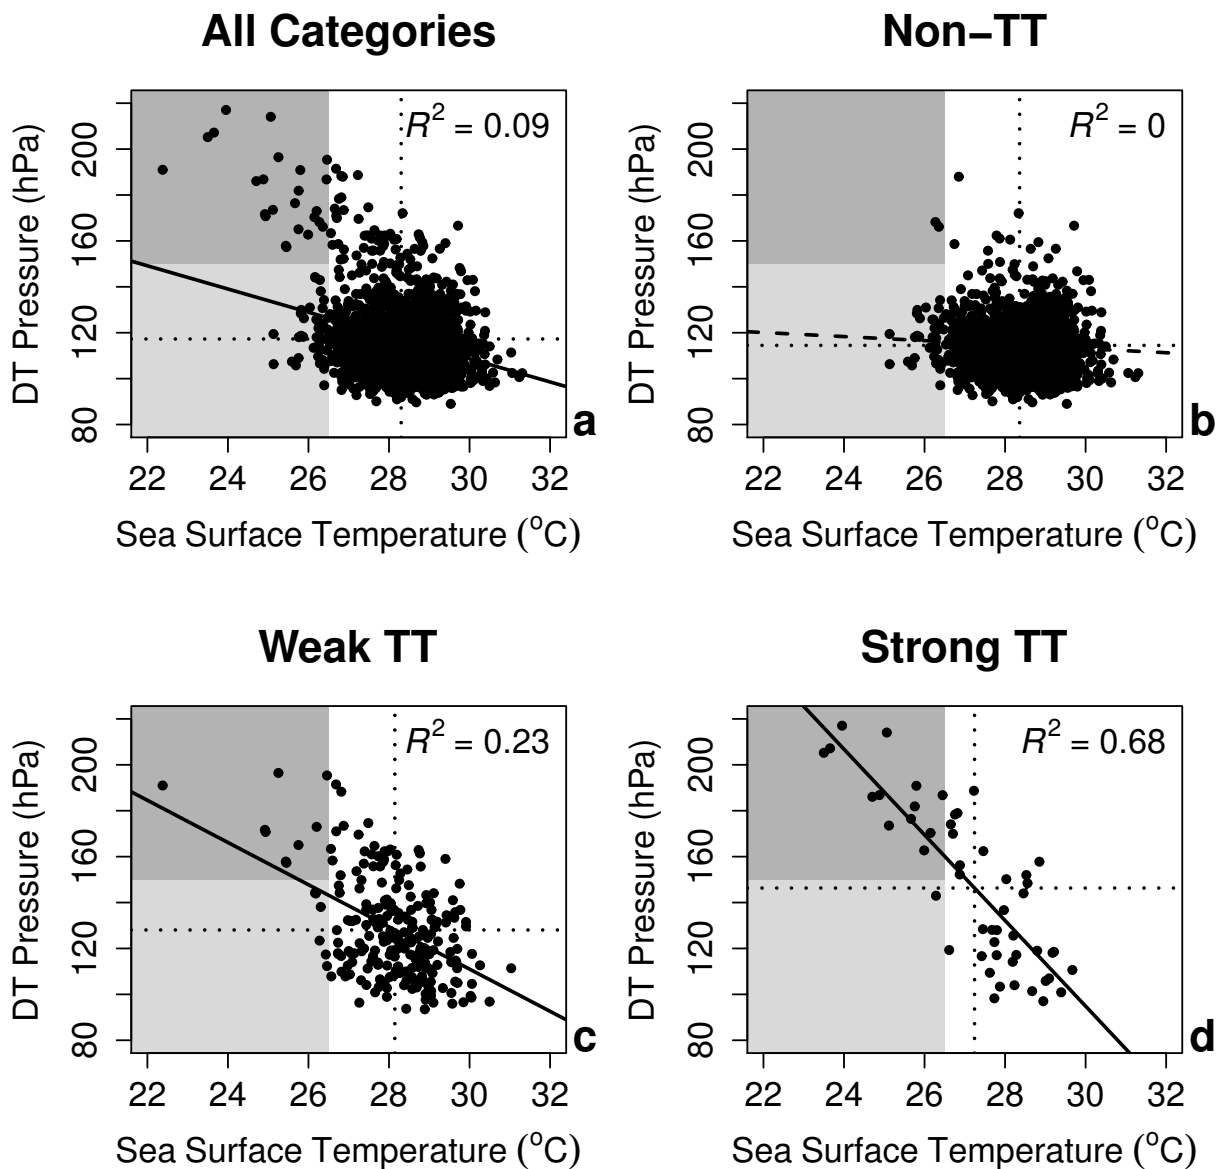 All Categories
DT Pressure (hPa)
200
160
120
80
R² = 0.09
a
22 24 26 28 30 32
Sea Surface Temperature (°C)
Non−TT
DT Pressure (hPa)
200
160
120
80
R² = 0
b
22 24 26 28 30 32
Sea Surface Temperature (°C)
Weak TT
DT Pressure (hPa)
200
160
120
80
R² = 0.23
c
22 24 26 28 30 32
Sea Surface Temperature (°C)
Strong TT
DT Pressure (hPa)
200
160
120
80
R² = 0.68
d
22 24 26 28 30 32
Sea Surface Temperature (°C)